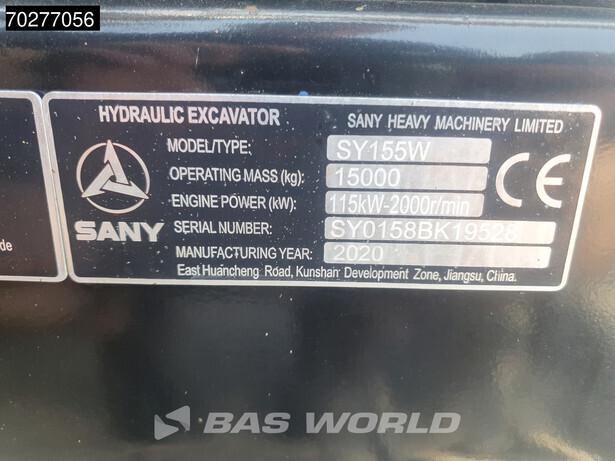 70277056
HYDRAULIC EXCAVATOR SANY HEAVY MACHINERY LIMITED
MODEL/TYPE: SY155W
OPERATING MASS (kg): 15000
ENGINE POWER (kW): 115kW-2000r/min
SERIAL NUMBER: SY0158BK19528
MANUFACTURING YEAR: 2020
East Huancheng Road, Kunshan Development Zone, Jiangsu, China.
SANY
CE
de
BAS WORLD